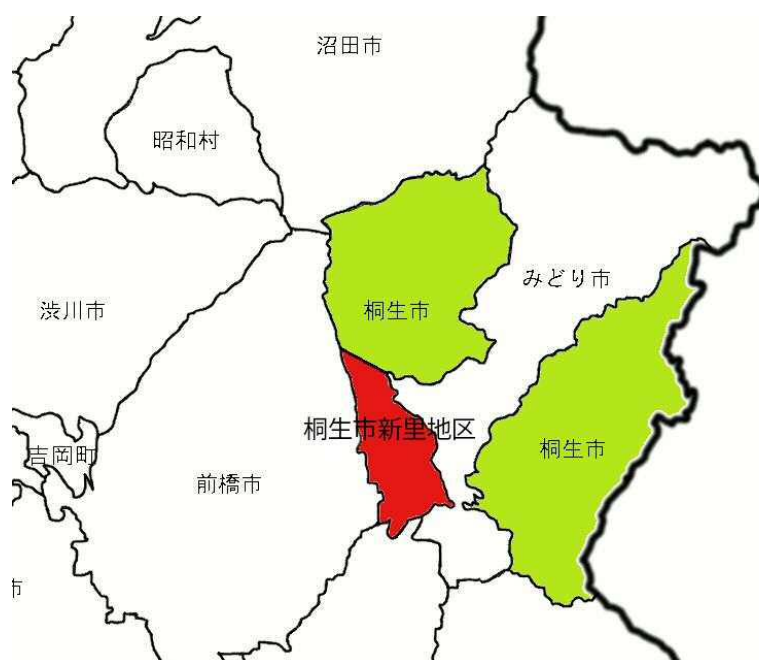 沼田市
昭和村
みどり市
渋川市
桐生市
桐生市新里地区
吉岡町
桐生市
前橋市
市